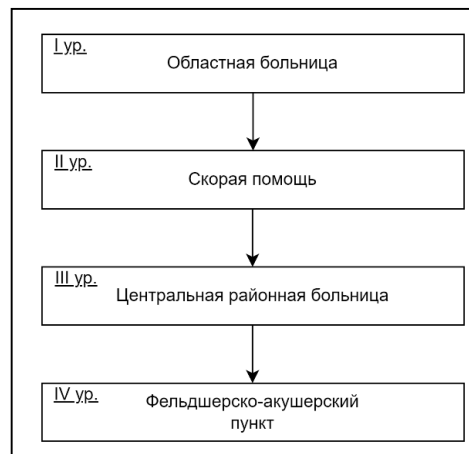 I ур.
Областная больница
II ур.
Скорая помощь
III ур.
Центральная районная больница
IV ур.
Фельдшерско-акушерский
пункт